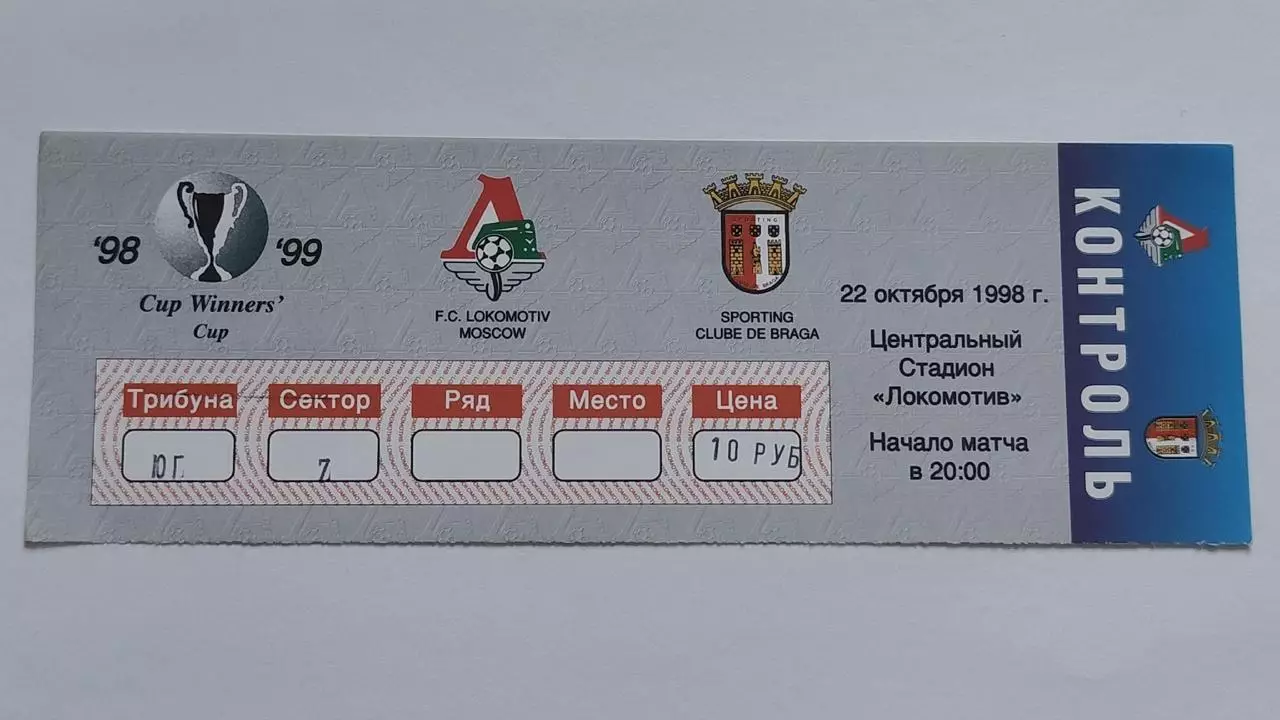 '98 '99
Cup Winners'
Cup
F.C. LOKOMOTIV
MOSCOW
SPORTING
SPORTING
CLUBE DE BRAGA
22 октября 1998 г.
Центральный
Стадион
«Локомотив»
Начало матча
в 20:00
Трибуна Сектор Ряд Место Цена
ЮГ 7 10 РУБ
КОНТРОЛЬ